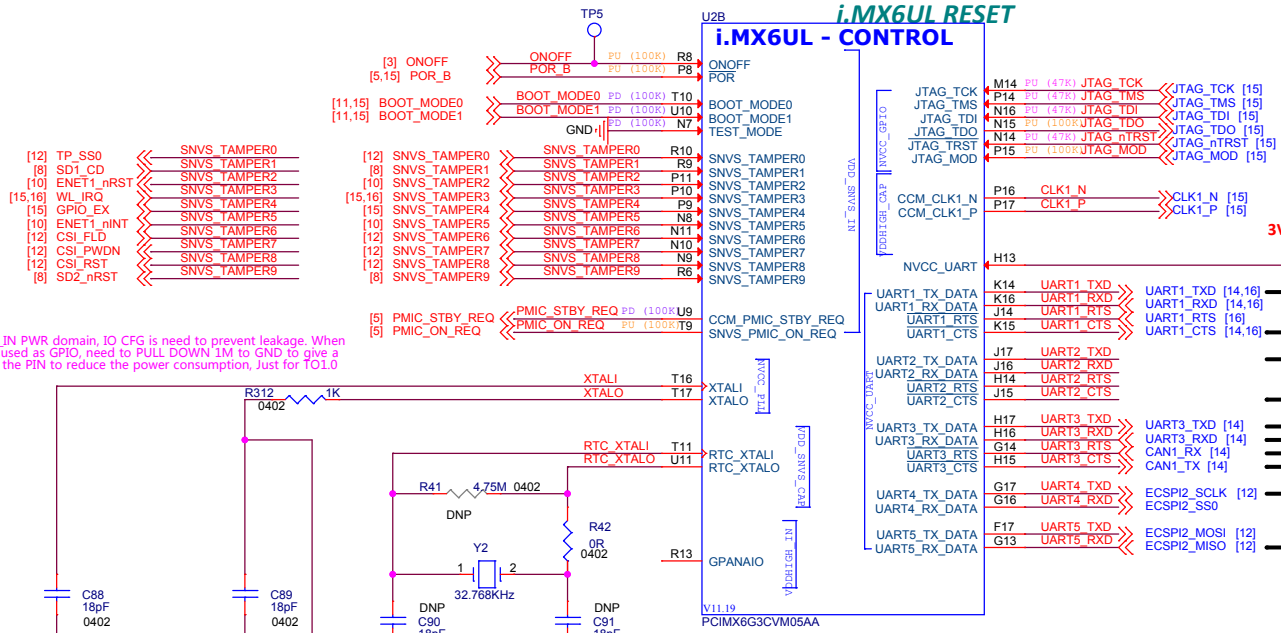 i.MX6UL RESET
TP5
U2B
i.MX6UL - CONTROL
[3] ONOFF ONOFF PU (100K) R8 ONOFF
[5,15] POR_B POR_B PU (100K) P8 POR
[11,15] BOOT_MODE0 BOOT_MODE0 PD (100K) T10 BOOT_MODE0
[11,15] BOOT_MODE1 BOOT_MODE1 PD (100K) U10 BOOT_MODE1
GND PD (100K) N7 TEST_MODE
[12] TP_SS0 SNVS_TAMPER0
[8] SD1_CD SNVS_TAMPER1
[10] ENET1_nRST SNVS_TAMPER2
[15,16] WL_IRQ SNVS_TAMPER3
[15] GPIO_EX SNVS_TAMPER4
[10] ENET1_nINT SNVS_TAMPER5
[12] CSI_FLD SNVS_TAMPER6
[12] CSI_PWDN SNVS_TAMPER7
[12] CSI_RST SNVS_TAMPER8
[8] SD2_nRST SNVS_TAMPER9
[12] SNVS_TAMPER0 SNVS_TAMPER0 R10 SNVS_TAMPER0
[8] SNVS_TAMPER1 SNVS_TAMPER1 R9 SNVS_TAMPER1
[10] SNVS_TAMPER2 SNVS_TAMPER2 P11 SNVS_TAMPER2
[15,16] SNVS_TAMPER3 SNVS_TAMPER3 P10 SNVS_TAMPER3
[15] SNVS_TAMPER4 SNVS_TAMPER4 P9 SNVS_TAMPER4
[10] SNVS_TAMPER5 SNVS_TAMPER5 N8 SNVS_TAMPER5
[12] SNVS_TAMPER6 SNVS_TAMPER6 N11 SNVS_TAMPER6
[12] SNVS_TAMPER7 SNVS_TAMPER7 N10 SNVS_TAMPER7
[12] SNVS_TAMPER8 SNVS_TAMPER8 N9 SNVS_TAMPER8
[8] SNVS_TAMPER9 SNVS_TAMPER9 R6 SNVS_TAMPER9
[5] PMIC_STBY_REQ PMIC_STBY_REQ PD (100K) U9 CCM_PMIC_STBY_REQ
[5] PMIC_ON_REQ PMIC_ON_REQ PU (100K) T9 SNVS_PMIC_ON_REQ
_IN PWR domain, IO CFG is need to prevent leakage. When
used as GPIO, need to PULL DOWN 1M to GND to give a
the PIN to reduce the power consumption, Just for TO1.0
XTALI T16 XTALI
R312 1K XTALO T17 XTALO
0402
NVCC_PLL
RTC_XTALI T11 RTC_XTALI
RTC_XTALO U11 RTC_XTALO
VDD_SNVS_CAP
R41 4.75M 0402
DNP
R42
0R
0402
Y2
1 2
32.768KHz
R13 GPANAIO
VDDHIGH_IN
C88
18pF
0402
C89
18pF
0402
DNP
C90
18pF
DNP
C91
18pF
V11.19
PCIMX6G3CVM05AA
VDD_SNVS_IN
NVCC_GPIO
JTAG_TCK M14 PU (47K) JTAG_TCK JTAG_TCK [15]
JTAG_TMS P14 PU (47K) JTAG_TMS JTAG_TMS [15]
JTAG_TDI N16 PU (47K) JTAG_TDI JTAG_TDI [15]
JTAG_TDO N15 PU (100K) JTAG_TDO JTAG_TDO [15]
JTAG_TRST N14 PU (47K) JTAG_nTRST JTAG_nTRST [15]
JTAG_MOD P15 PU (100K) JTAG_MOD JTAG_MOD [15]
VDDHIGH_CAP
CCM_CLK1_N P16 CLK1_N CLK1_N [15]
CCM_CLK1_P P17 CLK1_P CLK1_P [15]
3V
NVCC_UART H13
NVCC_UART
UART1_TX_DATA K14 UART1_TXD UART1_TXD [14,16]
UART1_RX_DATA K16 UART1_RXD UART1_RXD [14,16]
UART1_RTS J14 UART1_RTS UART1_RTS [16]
UART1_CTS K15 UART1_CTS UART1_CTS [14,16]
UART2_TX_DATA J17 UART2_TXD
UART2_RX_DATA J16 UART2_RXD
UART2_RTS H14 UART2_RTS
UART2_CTS J15 UART2_CTS
UART3_TX_DATA H17 UART3_TXD UART3_TXD [14]
UART3_RX_DATA H16 UART3_RXD UART3_RXD [14]
UART3_RTS G14 UART3_RTS CAN1_RX [14]
UART3_CTS H15 UART3_CTS CAN1_TX [14]
UART4_TX_DATA G17 UART4_TXD ECSPI2_SCLK [12]
UART4_RX_DATA G16 UART4_RXD ECSPI2_SS0
UART5_TX_DATA F17 UART5_TXD ECSPI2_MOSI [12]
UART5_RX_DATA G13 UART5_RXD ECSPI2_MISO [12]